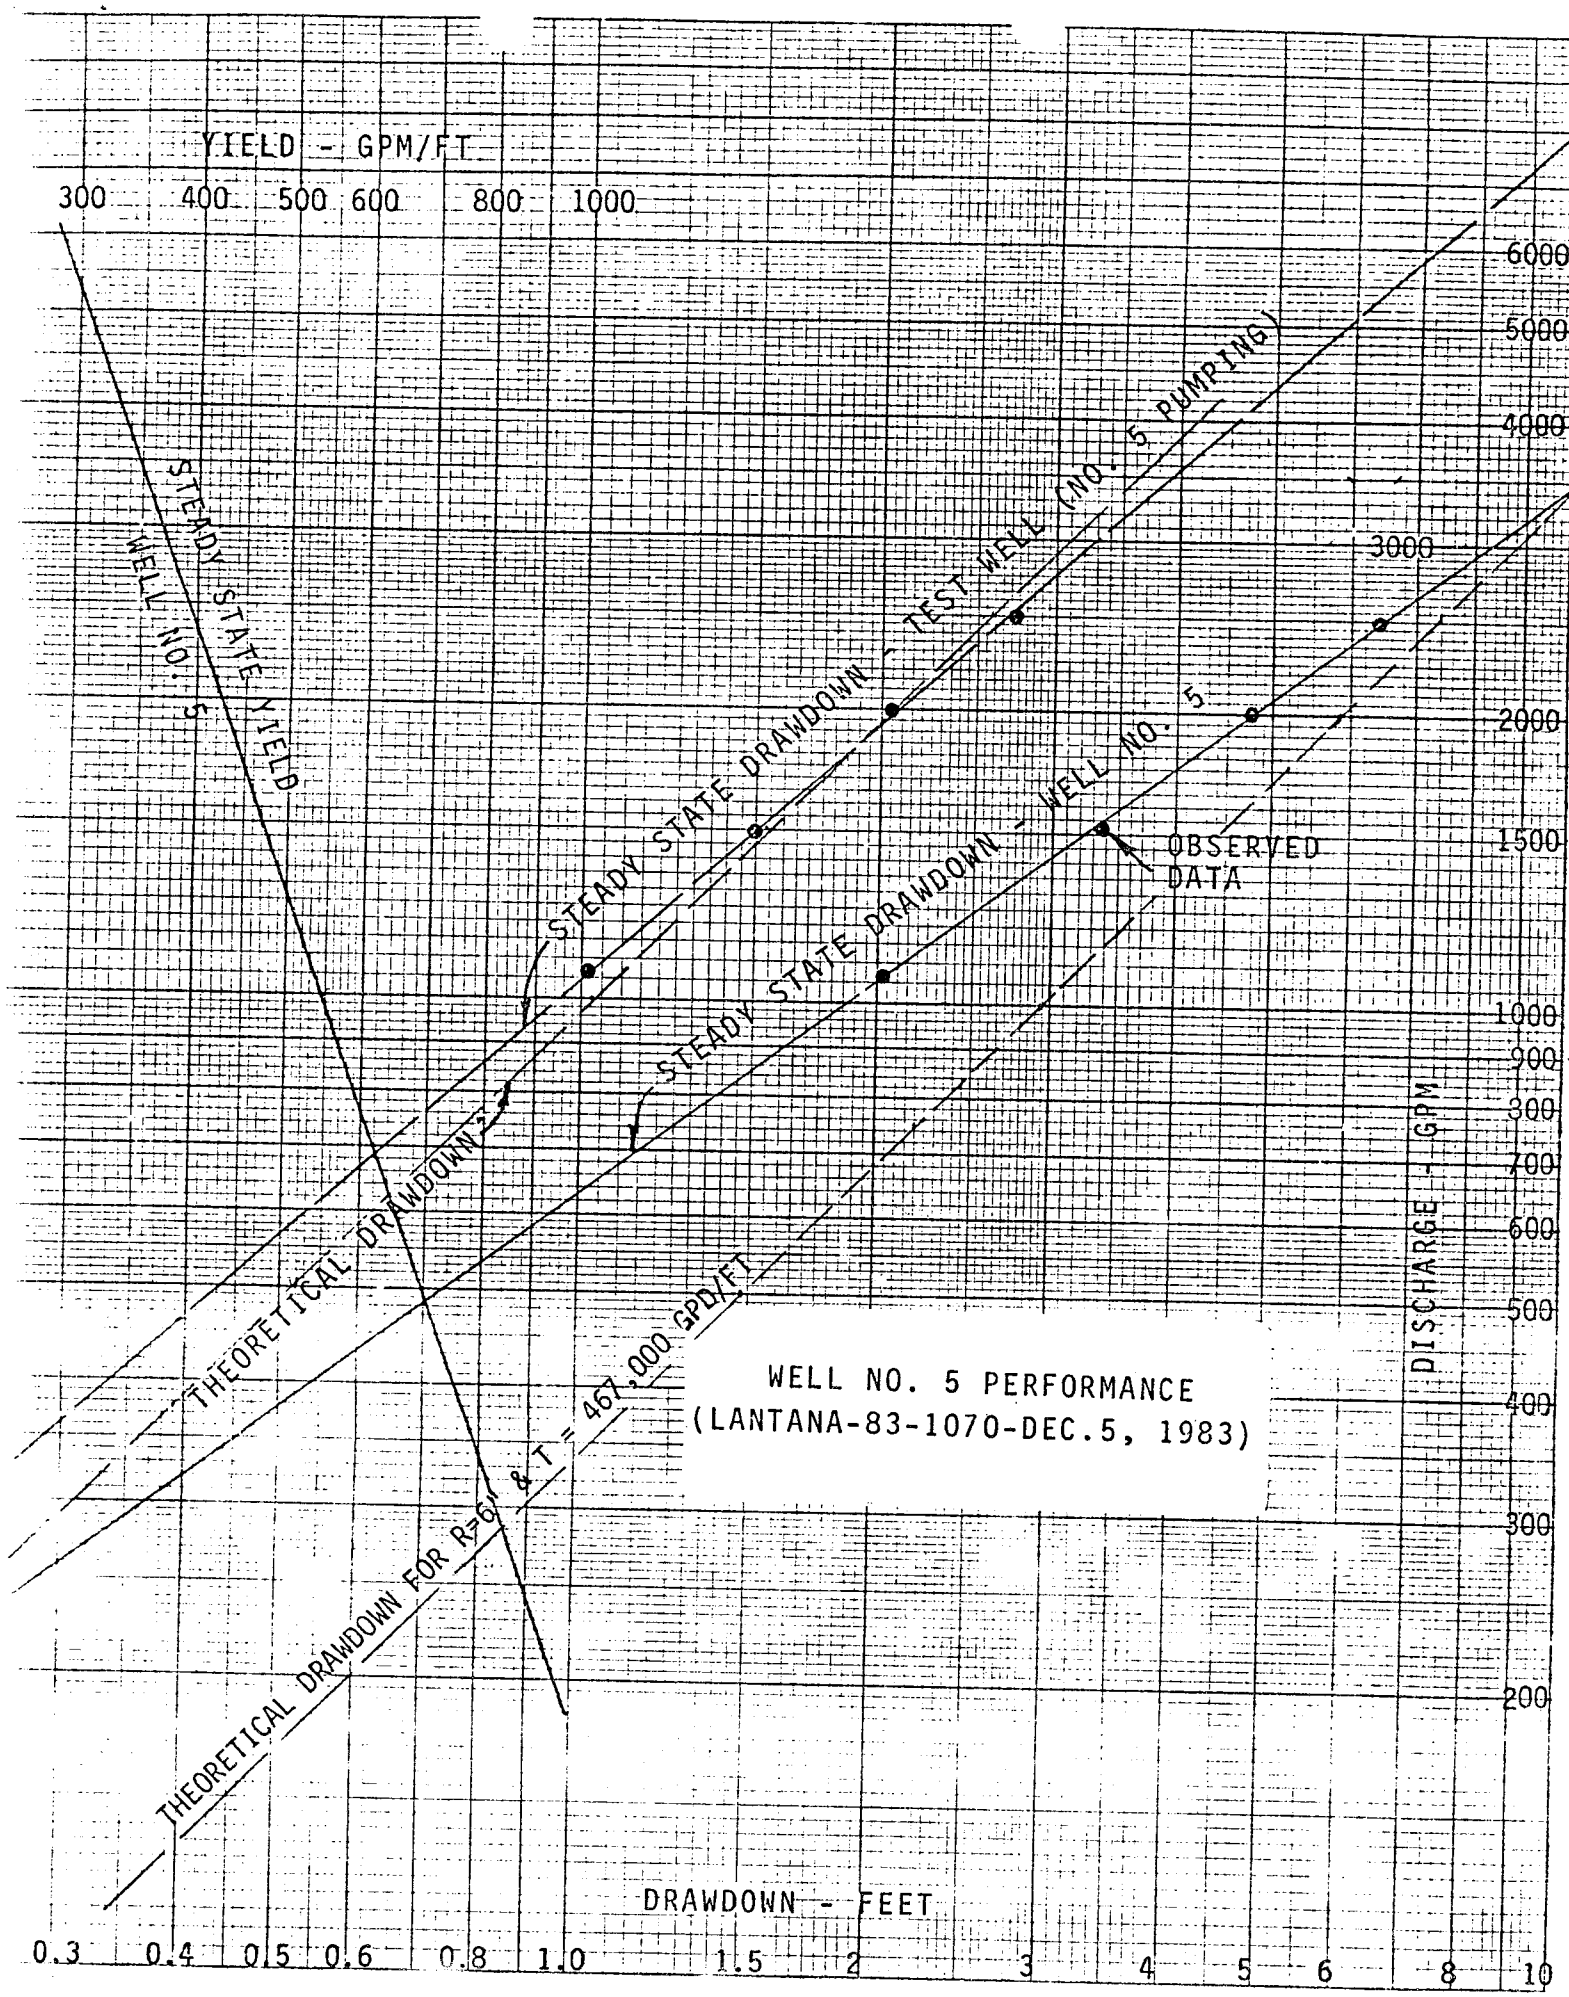 YIELD - GPM/FT
300 400 500 600 800 1000
6000
5000
4000
3000
2000
1500
1000
900
800
700
600
500
400
300
200
DISCHARGE - GPM
STEADY STATE YIELD
WELL NO. 5
STEADY STATE DRAWDOWN - TEST WELL (NO. 5 PUMPING)
STEADY STATE DRAWDOWN - WELL NO. 5
OBSERVED
DATA
THEORETICAL DRAWDOWN
THEORETICAL DRAWDOWN FOR R=6" & T = 467,000 GPD/FT
WELL NO. 5 PERFORMANCE
(LANTANA-83-1070-DEC.5, 1983)
DRAWDOWN - FEET
0.3 0.4 0.5 0.6 0.8 1.0 1.5 2 3 4 5 6 8 10